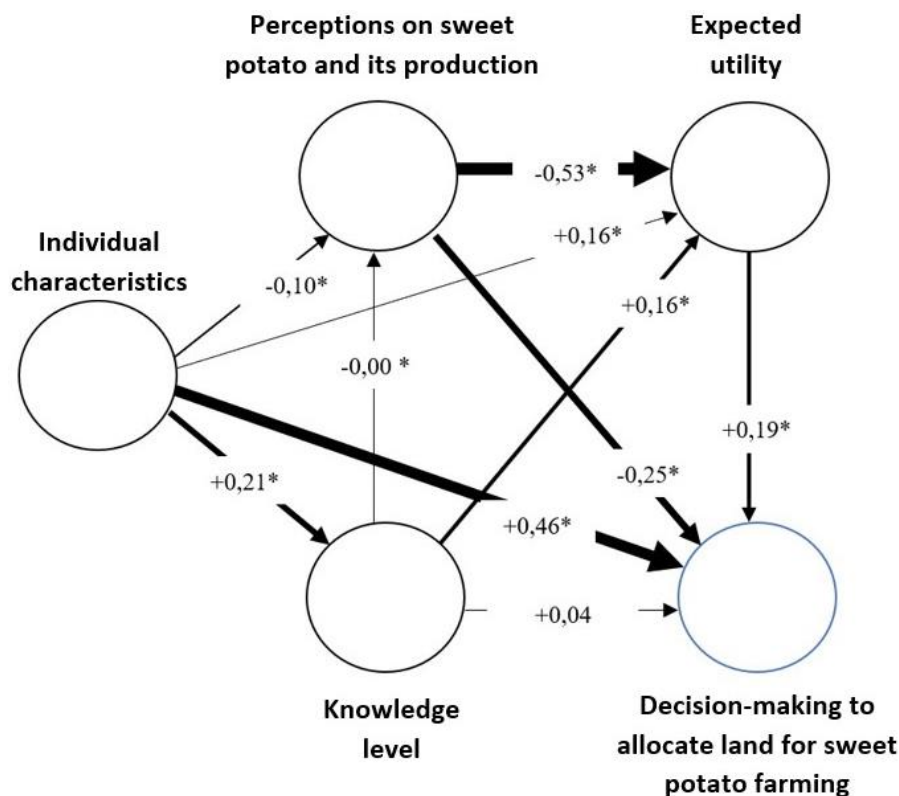 Perceptions on sweet
potato and its production
Expected
utility
-0,53*
Individual
characteristics
+0,16*
-0,10*
+0,16*
-0,00 *
+0,19*
+0,21*
-0,25*
+0,46*
+0,04
Knowledge
level
Decision-making to
allocate land for sweet
potato farming